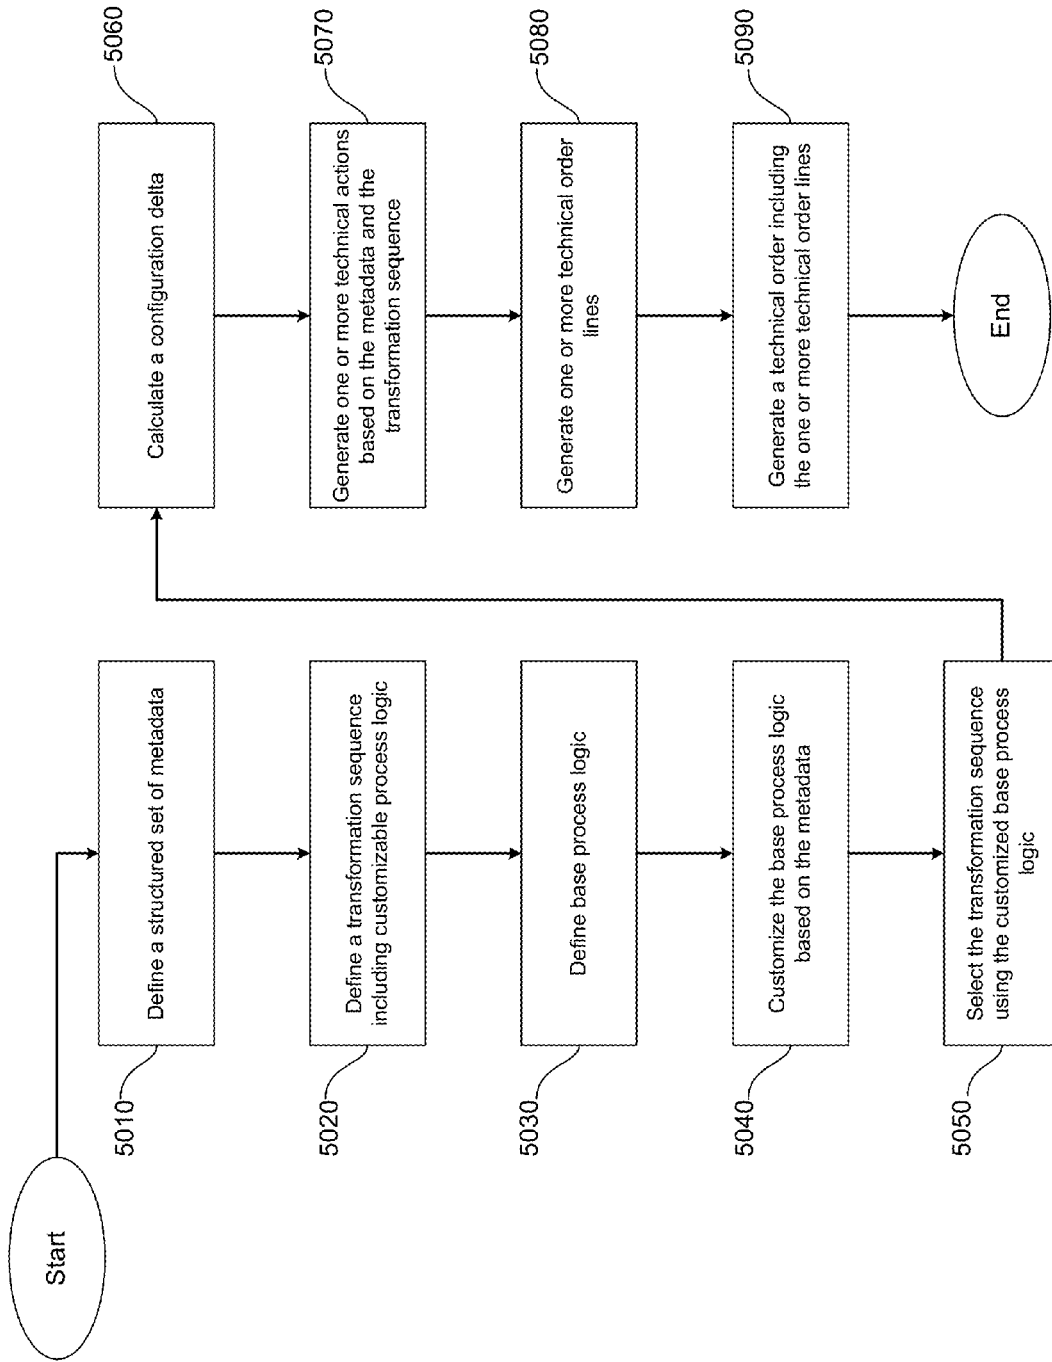 Start
5010
Define a structured set of metadata
5020
Define a transformation sequence
including customizable process logic
5030
Define base process logic
5040
Customize the base process logic
based on the metadata
5050
Select the transformation sequence
using the customized base process
logic
5060
Calculate a configuration delta
5070
Generate one or more technical actions
based on the metadata and the
transformation sequence
5080
Generate one or more technical order
lines
5090
Generate a technical order including
the one or more technical order lines
End